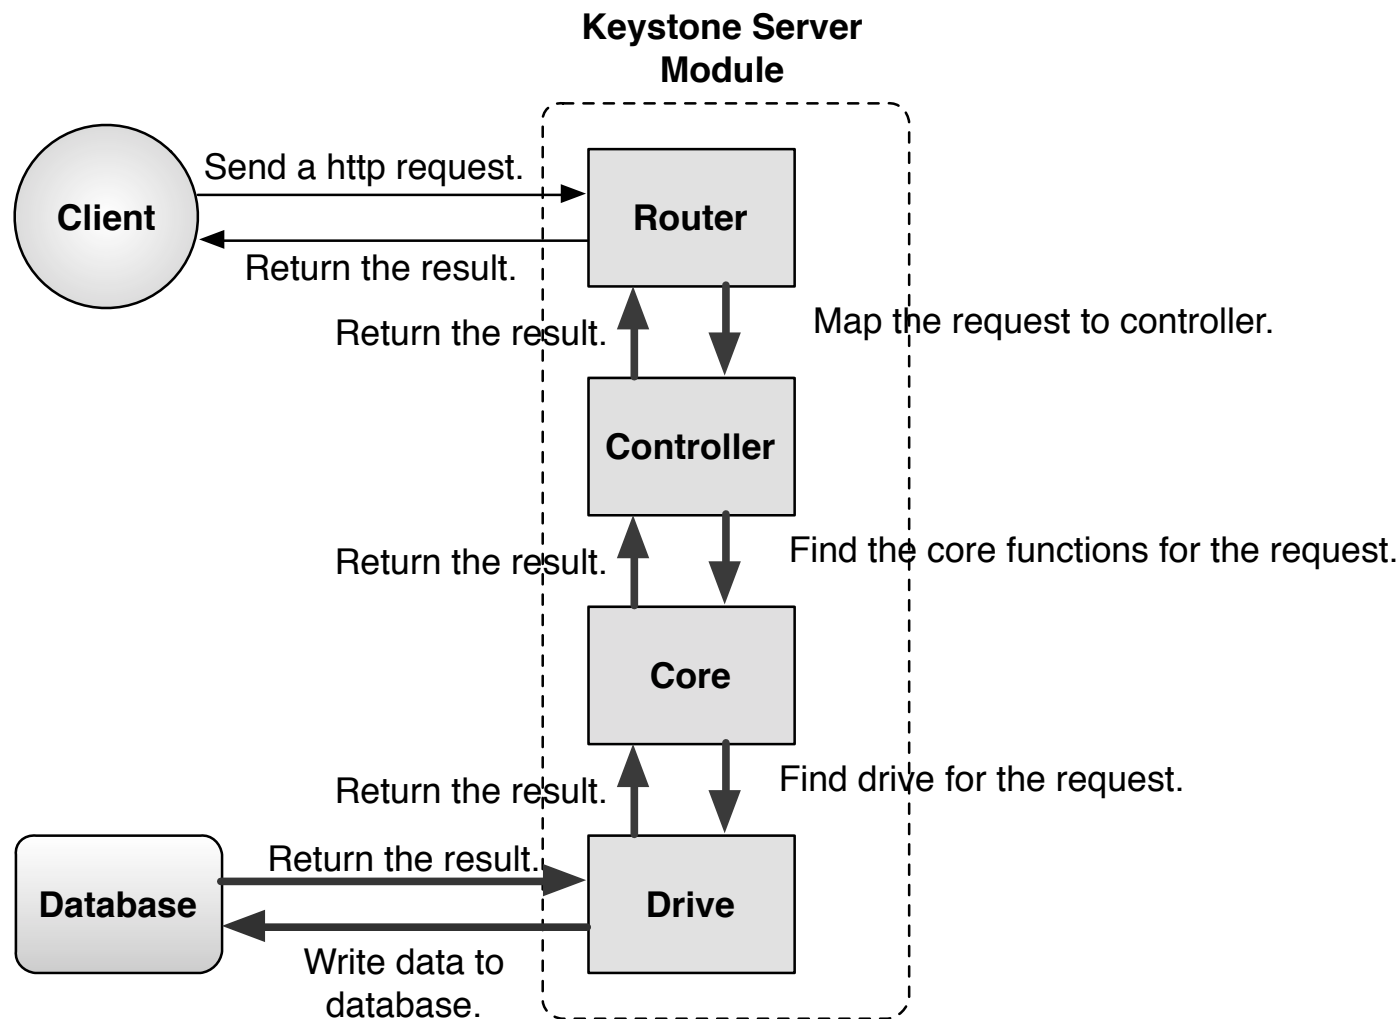 Keystone Server
Module
Send a http request.
Client
Router
Return the result.
Return the result.
Map the request to controller.
Controller
Return the result.
Find the core functions for the request.
Core
Return the result.
Find drive for the request.
Return the result.
Database
Drive
Write data to
database.